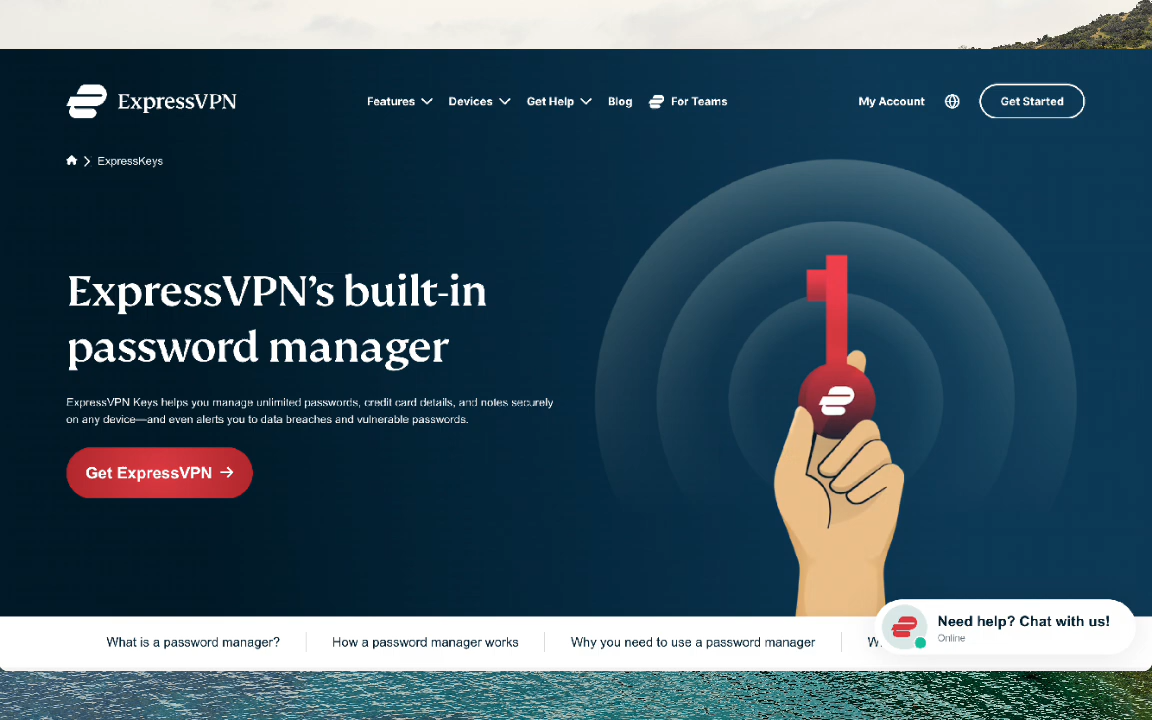 ExpressVPN
Features
Devices
Get Help
Blog
For Teams
My Account
Get Started
ExpressKeys
ExpressVPN's built-in
password manager
ExpressVPN Keys helps you manage unlimited passwords, credit card details, and notes securely
on any device—and even alerts you to data breaches and vulnerable passwords.
Get ExpressVPN →
What is a password manager?
How a password manager works
Why you need to use a password manager
Need help? Chat with us!
Online